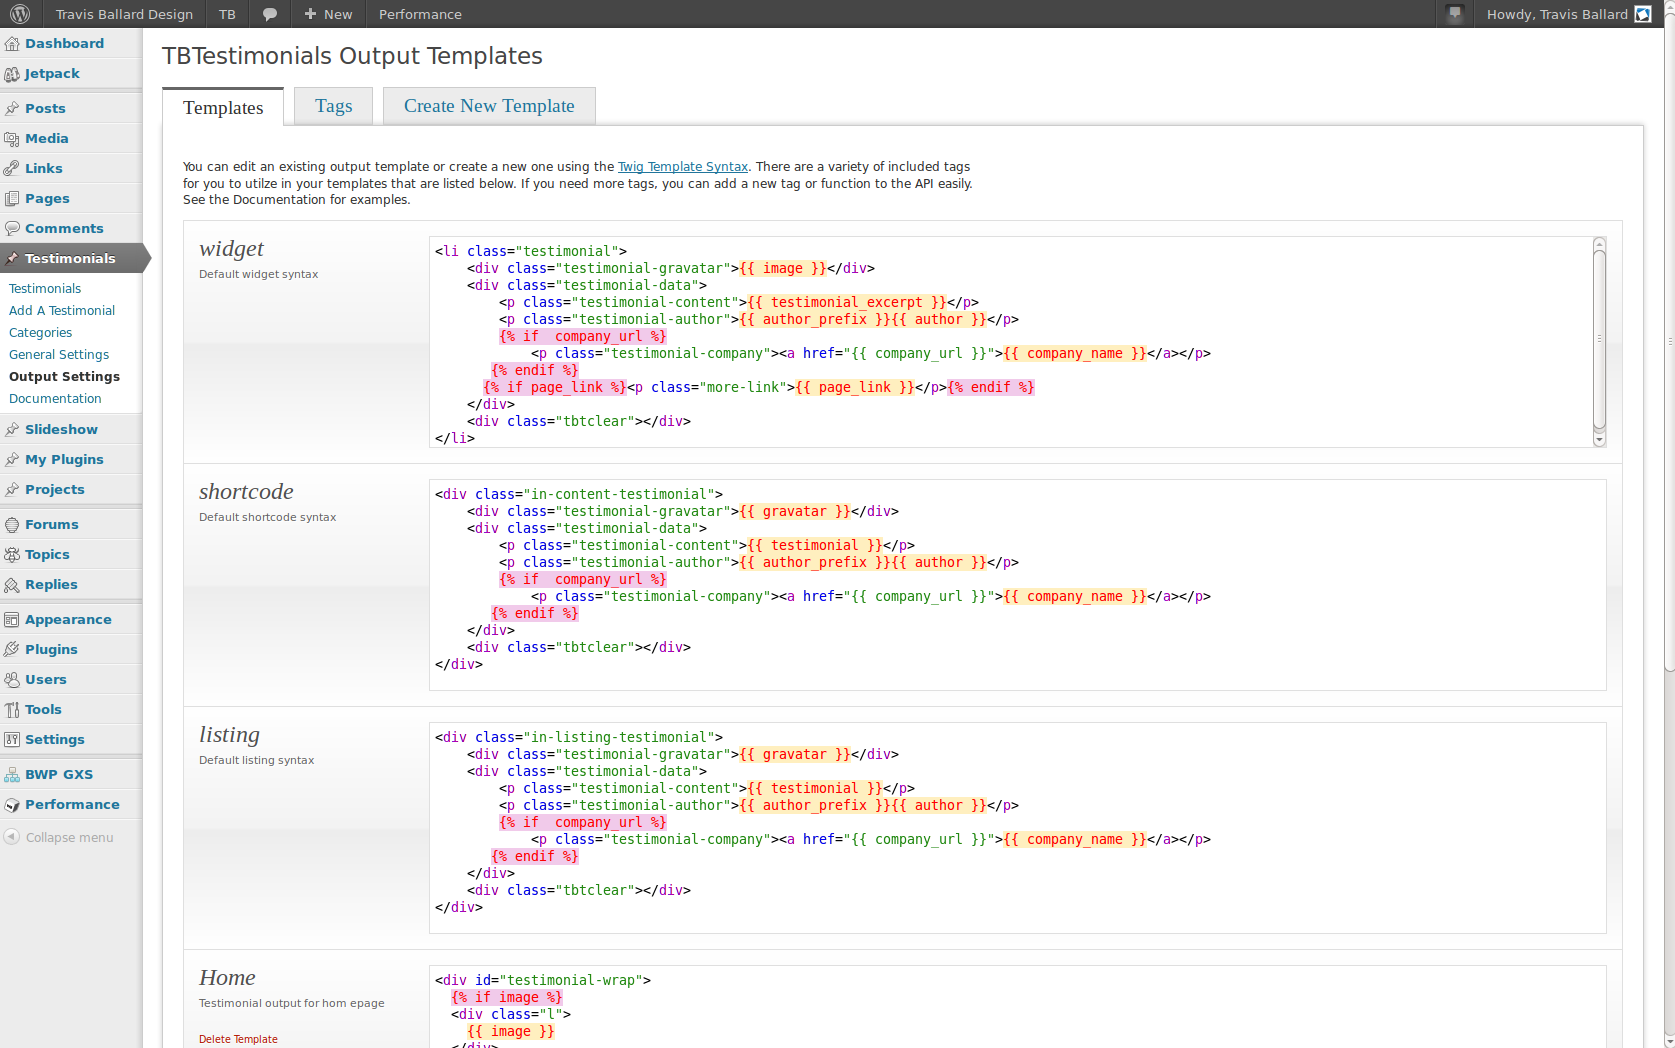 Travis Ballard Design
TB
New
Performance
Howdy, Travis Ballard
Dashboard
Jetpack
Posts
Media
Links
Pages
Comments
Testimonials
Testimonials
Add A Testimonial
Categories
General Settings
Output Settings
Documentation
Slideshow
My Plugins
Projects
Forums
Topics
Replies
Appearance
Plugins
Users
Tools
Settings
BWP GXS
Performance
Collapse menu
TBTestimonials Output Templates
Templates
Tags
Create New Template
You can edit an existing output template or create a new one using the Twig Template Syntax. There are a variety of included tags
for you to utilze in your templates that are listed below. If you need more tags, you can add a new tag or function to the API easily.
See the Documentation for examples.
widget
Default widget syntax
<li class="testimonial">
    <div class="testimonial-gravatar">{{ image }}</div>
    <div class="testimonial-data">
        <p class="testimonial-content">{{ testimonial_excerpt }}</p>
        <p class="testimonial-author">{{ author_prefix }}{{ author }}</p>
        {% if  company_url %}
            <p class="testimonial-company"><a href="{{ company_url }}">{{ company_name }}</a></p>
       {% endif %}
      {% if page_link %}<p class="more-link">{{ page_link }}</p>{% endif %}
    </div>
    <div class="tbtclear"></div>
</li>
shortcode
Default shortcode syntax
<div class="in-content-testimonial">
    <div class="testimonial-gravatar">{{ gravatar }}</div>
    <div class="testimonial-data">
        <p class="testimonial-content">{{ testimonial }}</p>
        <p class="testimonial-author">{{ author_prefix }}{{ author }}</p>
        {% if  company_url %}
            <p class="testimonial-company"><a href="{{ company_url }}">{{ company_name }}</a></p>
       {% endif %}
    </div>
    <div class="tbtclear"></div>
</div>
listing
Default listing syntax
<div class="in-listing-testimonial">
    <div class="testimonial-gravatar">{{ gravatar }}</div>
    <div class="testimonial-data">
        <p class="testimonial-content">{{ testimonial }}</p>
        <p class="testimonial-author">{{ author_prefix }}{{ author }}</p>
        {% if  company_url %}
            <p class="testimonial-company"><a href="{{ company_url }}">{{ company_name }}</a></p>
       {% endif %}
    </div>
    <div class="tbtclear"></div>
</div>
Home
Testimonial output for hom epage
Delete Template
<div id="testimonial-wrap">
  {% if image %}
  <div class="l">
    {{ image }}
  </div>